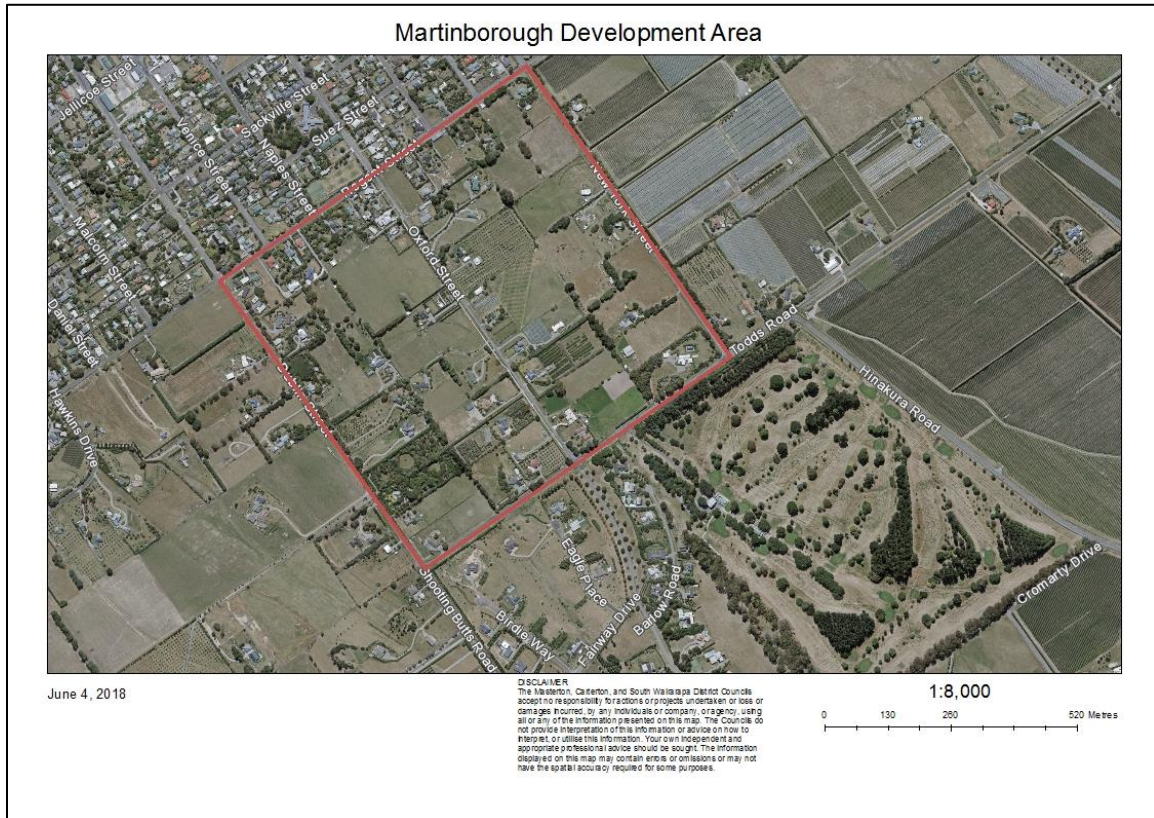 Martinborough Development Area
Jellicoe Street
Sackville Street
Suez Street
Venice Street
Naples Street
Malcolm Street
Daniel Street
Hawkins Drive
Oxford Street
New York Street
Todds Road
Hinakura Road
Cromarty Drive
Shooting Butts Road
Eagle Place
Birdie Way
Fairway Drive
Barlow Road
June 4, 2018
DISCLAIMER
The Masterton, Carterton, and South Wairarapa District Councils
accept no responsibility for actions or projects undertaken or loss or
damages incurred, by any individuals or company, or agency, using
all or any of the information presented on this map. The Councils do
not provide interpretation of this information or advice on how to
interpret, or utilise this information. Your own independent and
appropriate professional advice should be sought. The information
displayed on this map may contain errors or omissions or may not
have the spatial accuracy required for some purposes.
1:8,000
0 130 260 520 Metres